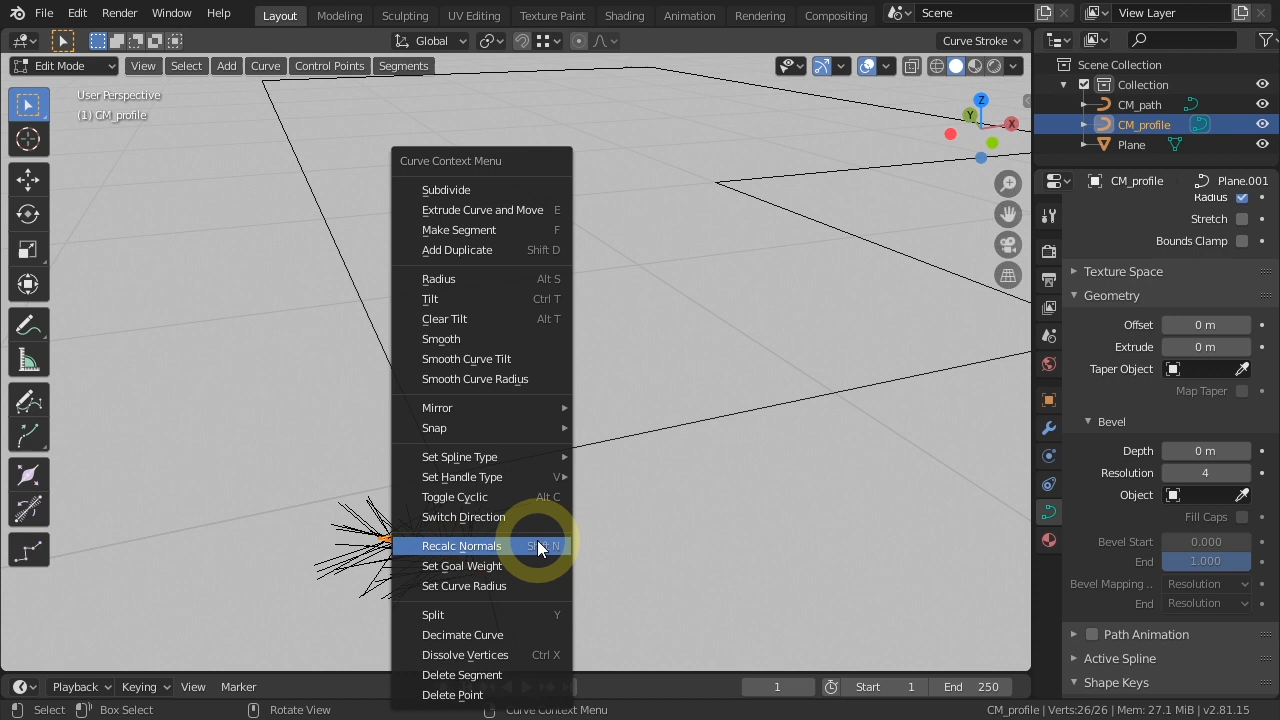 File Edit Render Window Help Layout Modeling Sculpting UV Editing Texture Paint Shading Animation Rendering Compositing Scene View Layer
Global Curve Stroke
Edit Mode View Select Add Curve Control Points Segments
User Perspective
(1) CM_profile
Z
Y
X
Curve Context Menu
Subdivide
Extrude Curve and Move E
Make Segment F
Add Duplicate Shift D
Radius Alt S
Tilt Ctrl T
Clear Tilt Alt T
Smooth
Smooth Curve Tilt
Smooth Curve Radius
Mirror
Snap
Set Spline Type
Set Handle Type V
Toggle Cyclic Alt C
Switch Direction
Recalc Normals Shift N
Set Goal Weight
Set Curve Radius
Split Y
Decimate Curve
Dissolve Vertices Ctrl X
Delete Segment
Delete Point
Scene Collection
Collection
CM_path
CM_profile
Plane
CM_profile Plane.001
Radius
Stretch
Bounds Clamp
Texture Space
Geometry
Offset 0 m
Extrude 0 m
Taper Object
Map Taper
Bevel
Depth 0 m
Resolution 4
Object
Fill Caps
Bevel Start 0.000
End 1.000
Bevel Mapping .. Resolution
End Resolution
Path Animation
Active Spline
Shape Keys
Playback Keying View Marker 1 Start 1 End 250
Select Box Select Rotate View Curve Context Menu CM_profile | Verts:26/26 | Mem: 27.1 MiB | v2.81.15